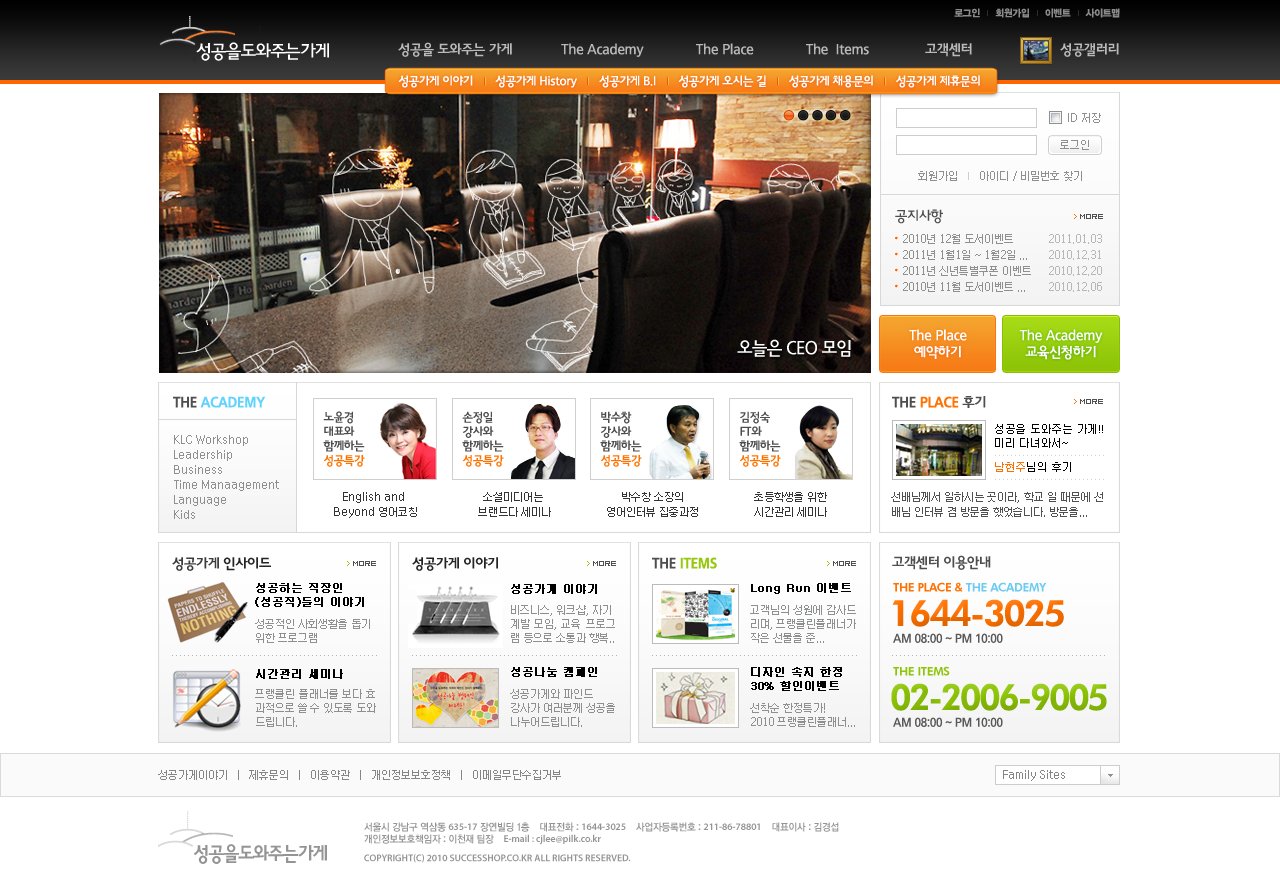 로그인 회원가입 이벤트 사이트맵
성공을도와주는가게
성공을 도와주는 가게 The Academy The Place The Items 고객센터 성공갤러리
성공가게 이야기 성공가게 History 성공가게 B.I 성공가게 오시는 길 성공가게 채용문의 성공가게 제휴문의
ID 저장
로그인
회원가입 아이디 / 비밀번호 찾기
공지사항 MORE
2010년 12월 도서이벤트 2011.01.03
2011년 1월1일 ~ 1월2일 ... 2010.12.31
2011년 신년특별쿠폰 이벤트 2010.12.20
2010년 11월 도서이벤트 ... 2010.12.06
오늘은 CEO 모임
The Place
예약하기
The Academy
교육신청하기
THE ACADEMY
KLC Workshop
Leadership
Business
Time Manaagement
Language
Kids
노윤경
대표와
함께하는
성공특강
English and
Beyond 영어코칭
손정일
강사와
함께하는
성공특강
소셜미디어는
브랜드다 세미나
박수창
강사와
함께하는
성공특강
박수창 소장의
영어인터뷰 집중과정
김정숙
FT와
함께하는
성공특강
초등학생을 위한
시간관리 세미나
THE PLACE 후기 MORE
성공을 도와주는 가게!!
미리 다녀와서~
남현주님의 후기
선배님께서 일하시는 곳이라, 학교 일 때문에 선
배님 인터뷰 겸 방문을 했었습니다. 방문을...
성공가게 인사이드 MORE
PAPERS TO SHUFFLE
ENDLESSLY
NOTHING
성공하는 직장인
(성공직)들의 이야기
성공적인 사회생활을 돕기
위한 프로그램
시간관리 세미나
프랭클린 플래너를 보다 효
과적으로 쓸 수 있도록 도와
드립니다.
성공가게 이야기 MORE
성공가게 이야기
비즈니스, 워크샵, 자기
계발 모임, 교육 프로그
램 등으로 소통과 행복..
성공나눔 캠페인
성공가게와 파인드
강사가 여러분께 성공을
나누어드립니다.
THE ITEMS MORE
Long Run 이벤트
고객님의 성원에 감사드
리며, 프랭클린플래너가
작은 선물을 준...
디자인 속지 한정
30% 할인이벤트
선착순 한정특가!
2010 프랭클린플래너...
고객센터 이용안내
THE PLACE & THE ACADEMY
1644-3025
AM 08:00 ~ PM 10:00
THE ITEMS
02-2006-9005
AM 08:00 ~ PM 10:00
성공가게이야기 | 제휴문의 | 이용약관 | 개인정보보호정책 | 이메일무단수집거부
Family Sites
성공을도와주는가게
서울시 강남구 역삼동 635-17 장연빌딩 1층 대표전화 : 1644-3025 사업자등록번호 : 211-86-78801 대표이사 : 김경섭
개인정보보호책임자 : 이천재 팀장 E-mail : cjlee@pilk.co.kr
COPYRIGHT(C) 2010 SUCCESSHOP.CO.KR ALL RIGHTS RESERVED.